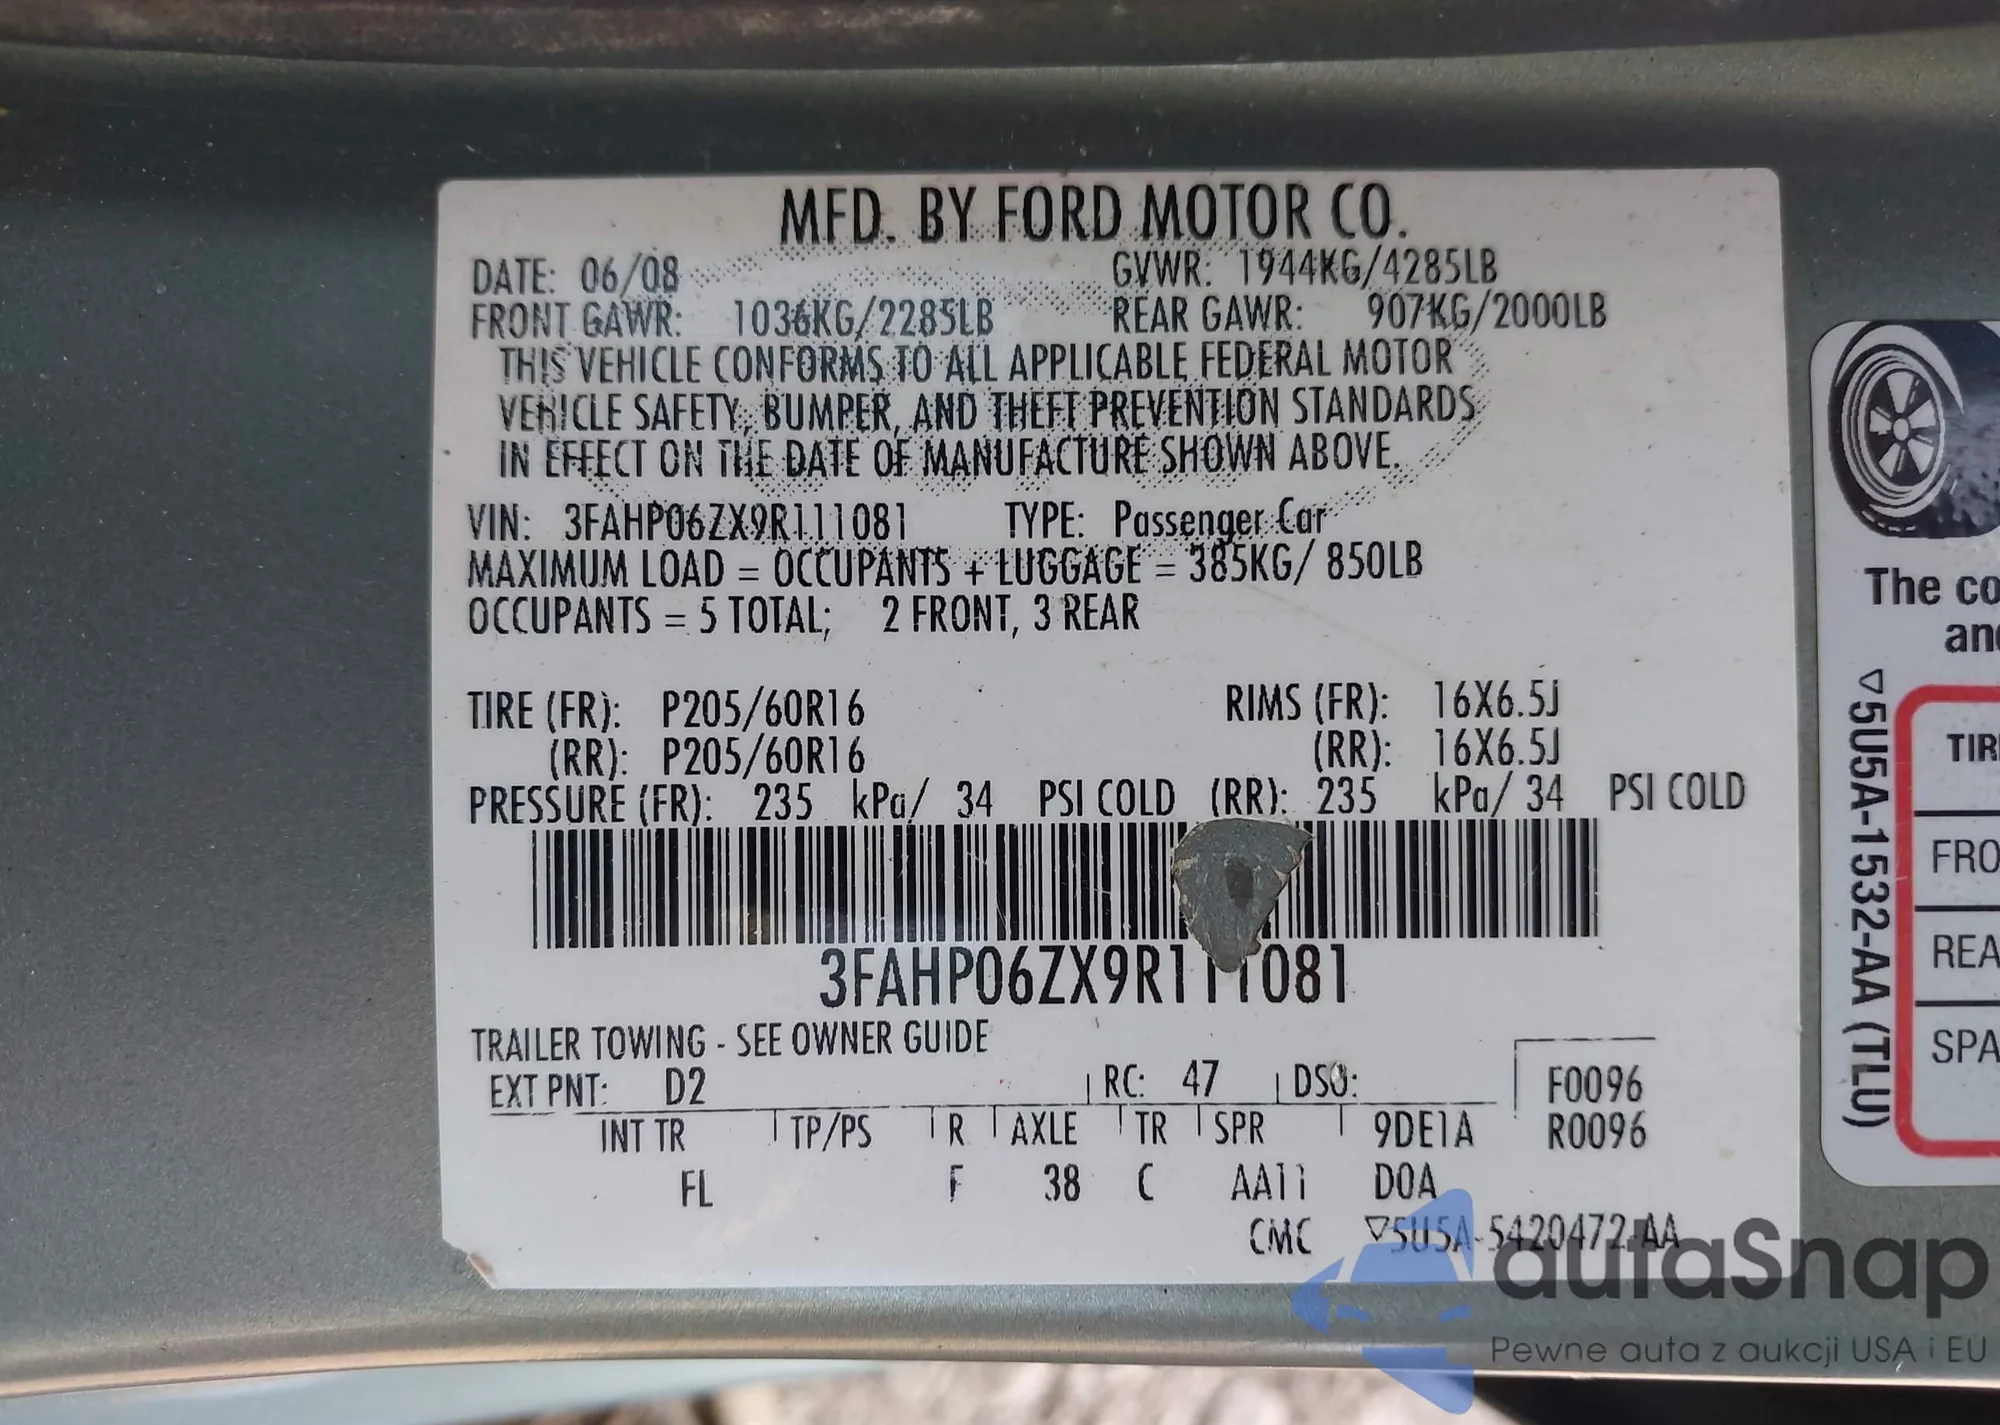 MFD. BY FORD MOTOR CO.
DATE: 06/08 GVWR: 1944KG/4285LB
FRONT GAWR: 1036KG/2285LB REAR GAWR: 907KG/2000LB
THIS VEHICLE CONFORMS TO ALL APPLICABLE FEDERAL MOTOR
VEHICLE SAFETY, BUMPER, AND THEFT PREVENTION STANDARDS
IN EFFECT ON THE DATE OF MANUFACTURE SHOWN ABOVE.
VIN: 3FAHP06ZX9R111081 TYPE: Passenger Car
MAXIMUM LOAD = OCCUPANTS + LUGGAGE = 385KG/ 850LB
OCCUPANTS = 5 TOTAL; 2 FRONT, 3 REAR
TIRE (FR): P205/60R16 RIMS (FR): 16X6.5J
(RR): P205/60R16 (RR): 16X6.5J
PRESSURE (FR): 235 kPa/ 34 PSI COLD (RR): 235 kPa/ 34 PSI COLD
3FAHP06ZX9R111081
TRAILER TOWING - SEE OWNER GUIDE
EXT PNT: D2 RC: 47 DSO: F0096
INT TR TP/PS R AXLE TR SPR 9DE1A R0096
FL F 38 C AA11 D0A
CMC ▽5U5A-5420472-AA
The co
and
▽5U5A-1532-AA (TLU)
TIR
FRO
REA
SPA
autaSnap
Pewne auta z aukcji USA i EU